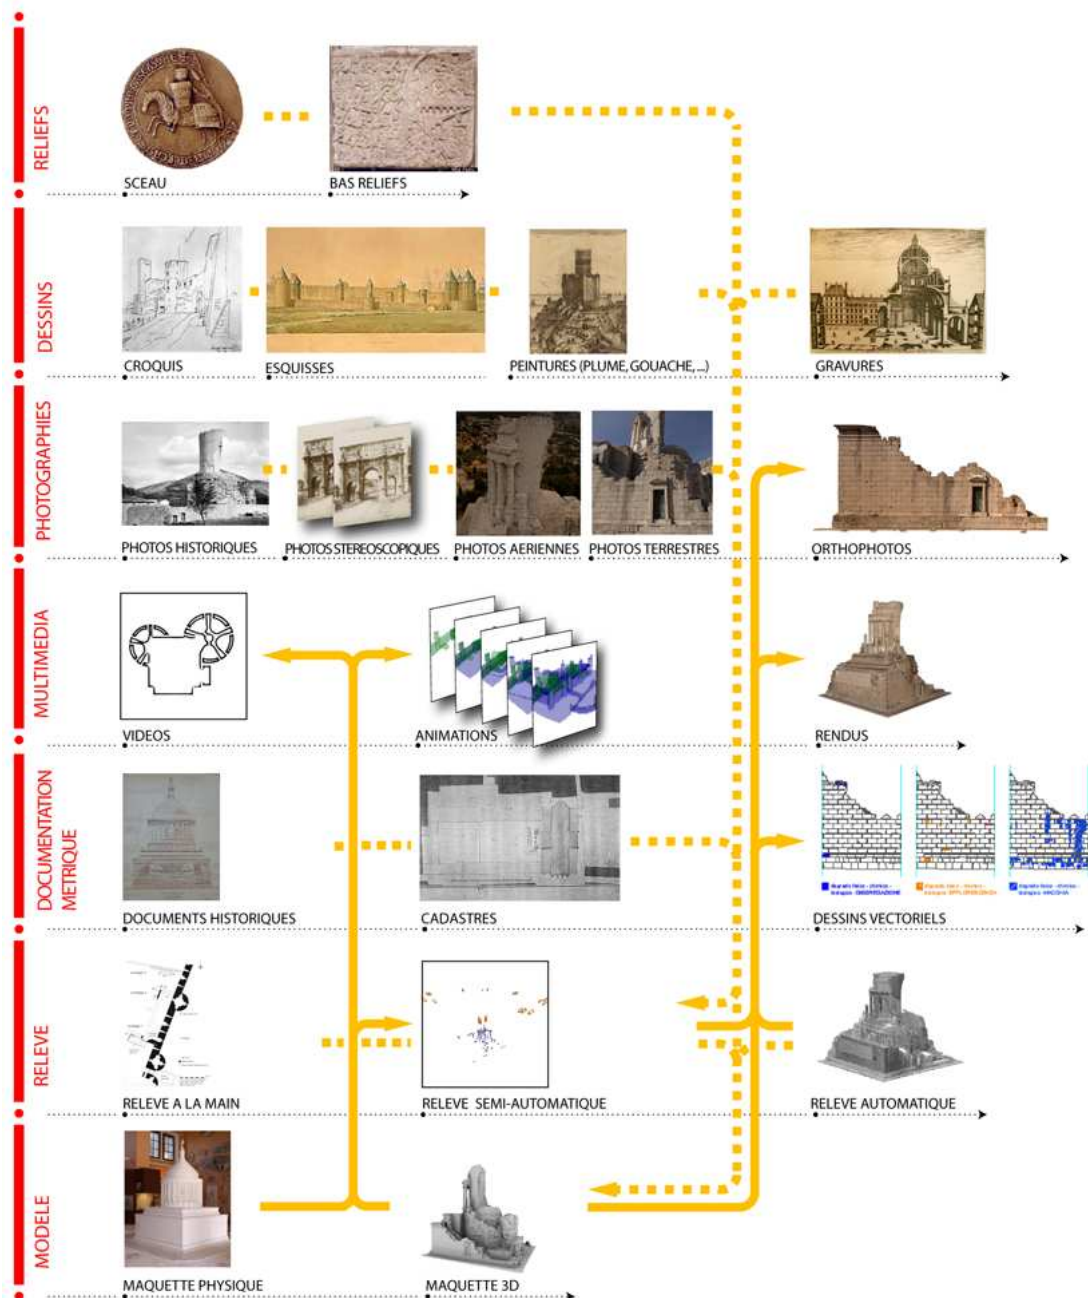 RELIEFS
SCEAU
BAS RELIEFS
DESSINS
CROQUIS
ESQUISSES
PEINTURES (PLUME, GOUACHE, ...)
GRAVURES
PHOTOGRAPHIES
PHOTOS HISTORIQUES
PHOTOS STEREOSCOPIQUES
PHOTOS AERIENNES
PHOTOS TERRESTRES
ORTHOPHOTOS
MULTIMEDIA
VIDEOS
ANIMATIONS
RENDUS
DOCUMENTATION
METRIQUE
DOCUMENTS HISTORIQUES
CADASTRES
DESSINS VECTORIELS
RELEVE
RELEVE A LA MAIN
RELEVE SEMI-AUTOMATIQUE
RELEVE AUTOMATIQUE
MODELE
MAQUETTE PHYSIQUE
MAQUETTE 3D